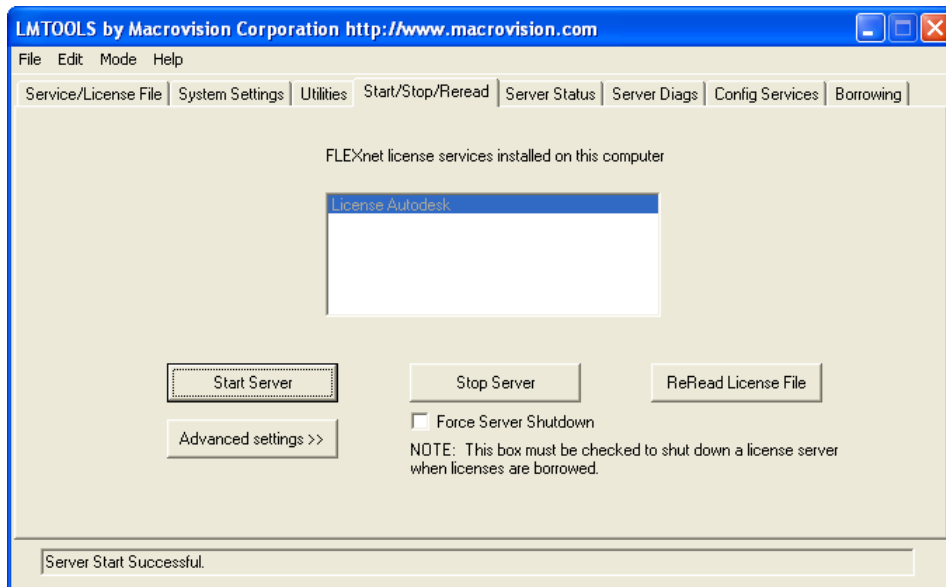 LMTOOLS by Macrovision Corporation http://www.macrovision.com
File Edit Mode Help
Service/License File System Settings Utilities Start/Stop/Reread Server Status Server Diags Config Services Borrowing
FLEXnet license services installed on this computer
License Autodesk
Start Server Stop Server ReRead License File
Advanced settings >> Force Server Shutdown
NOTE: This box must be checked to shut down a license server
when licenses are borrowed.
Server Start Successful.